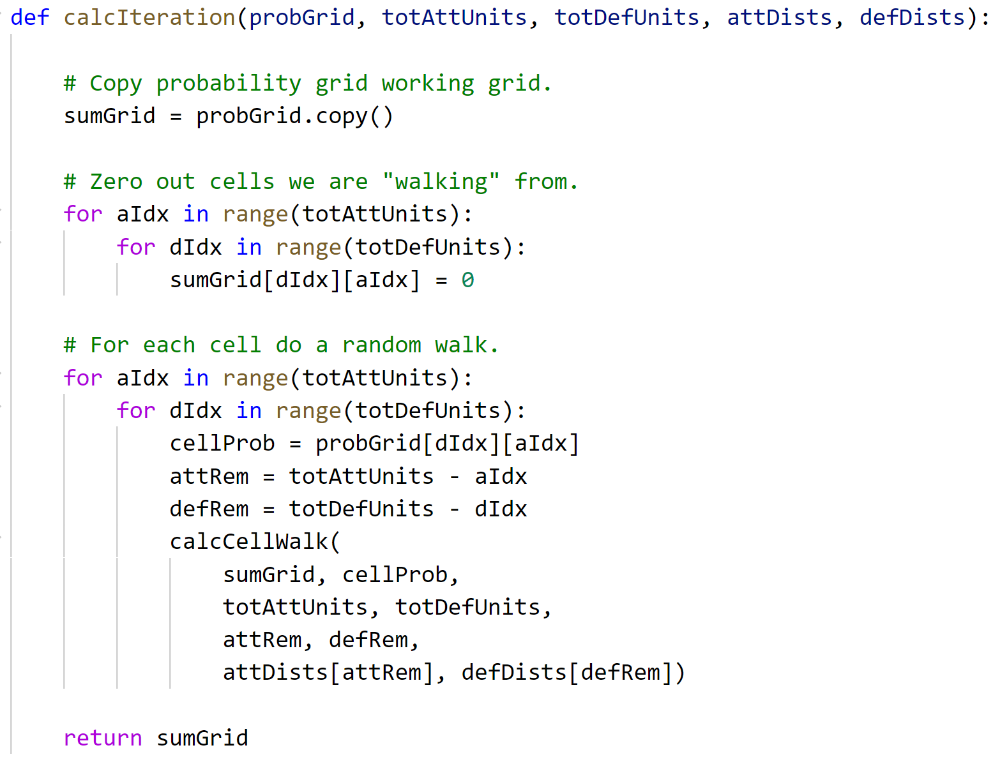 def calcIteration(probGrid, totAttUnits, totDefUnits, attDists, defDists):
# Copy probability grid working grid.
sumGrid = probGrid.copy()
# Zero out cells we are "walking" from.
for aIdx in range(totAttUnits):
for dIdx in range(totDefUnits):
sumGrid[dIdx][aIdx] = 0
# For each cell do a random walk.
for aIdx in range(totAttUnits):
for dIdx in range(totDefUnits):
cellProb = probGrid[dIdx][aIdx]
attRem = totAttUnits - aIdx
defRem = totDefUnits - dIdx
calcCellWalk(
sumGrid, cellProb,
totAttUnits, totDefUnits,
attRem, defRem,
attDists[attRem], defDists[defRem])
return sumGrid